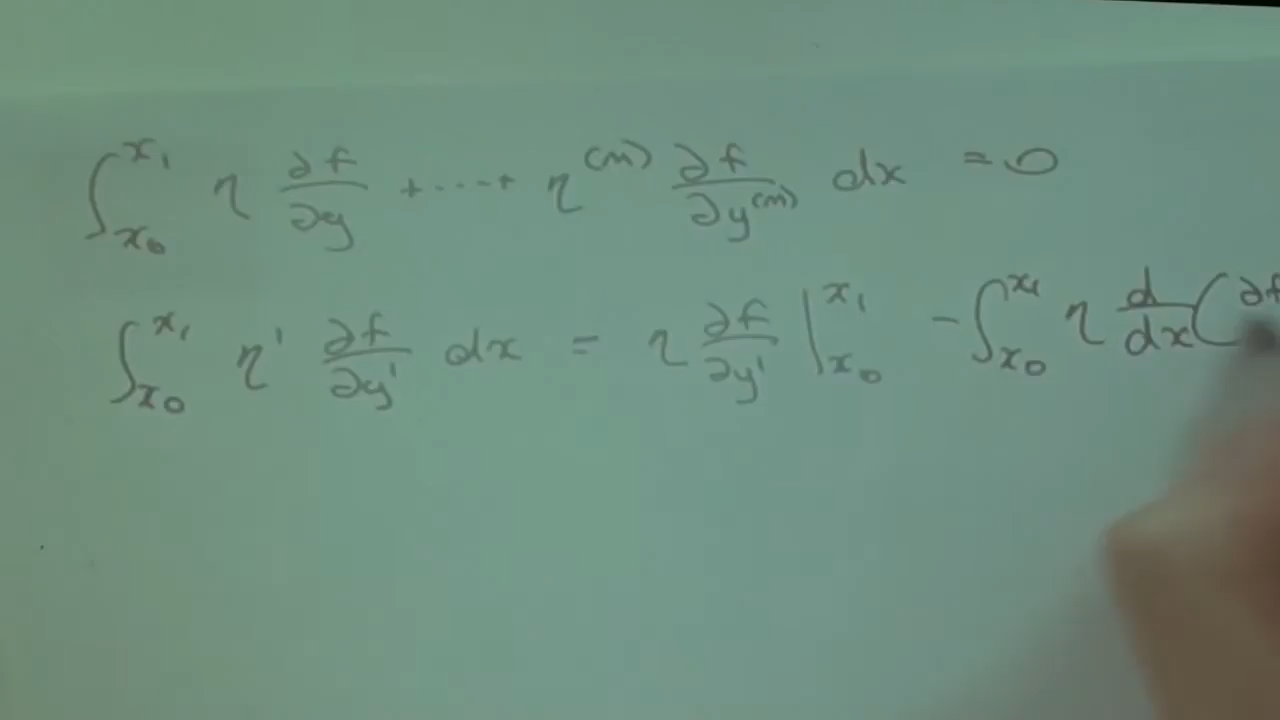 ∫_{x₀}^{x₁} η ∂f/∂y + ⋯ + η^{(n)} ∂f/∂y^{(n)} dx = 0
∫_{x₀}^{x₁} η' ∂f/∂y' dx = η ∂f/∂y' |_{x₀}^{x₁} - ∫_{x₀}^{x₁} η d/dx (∂f